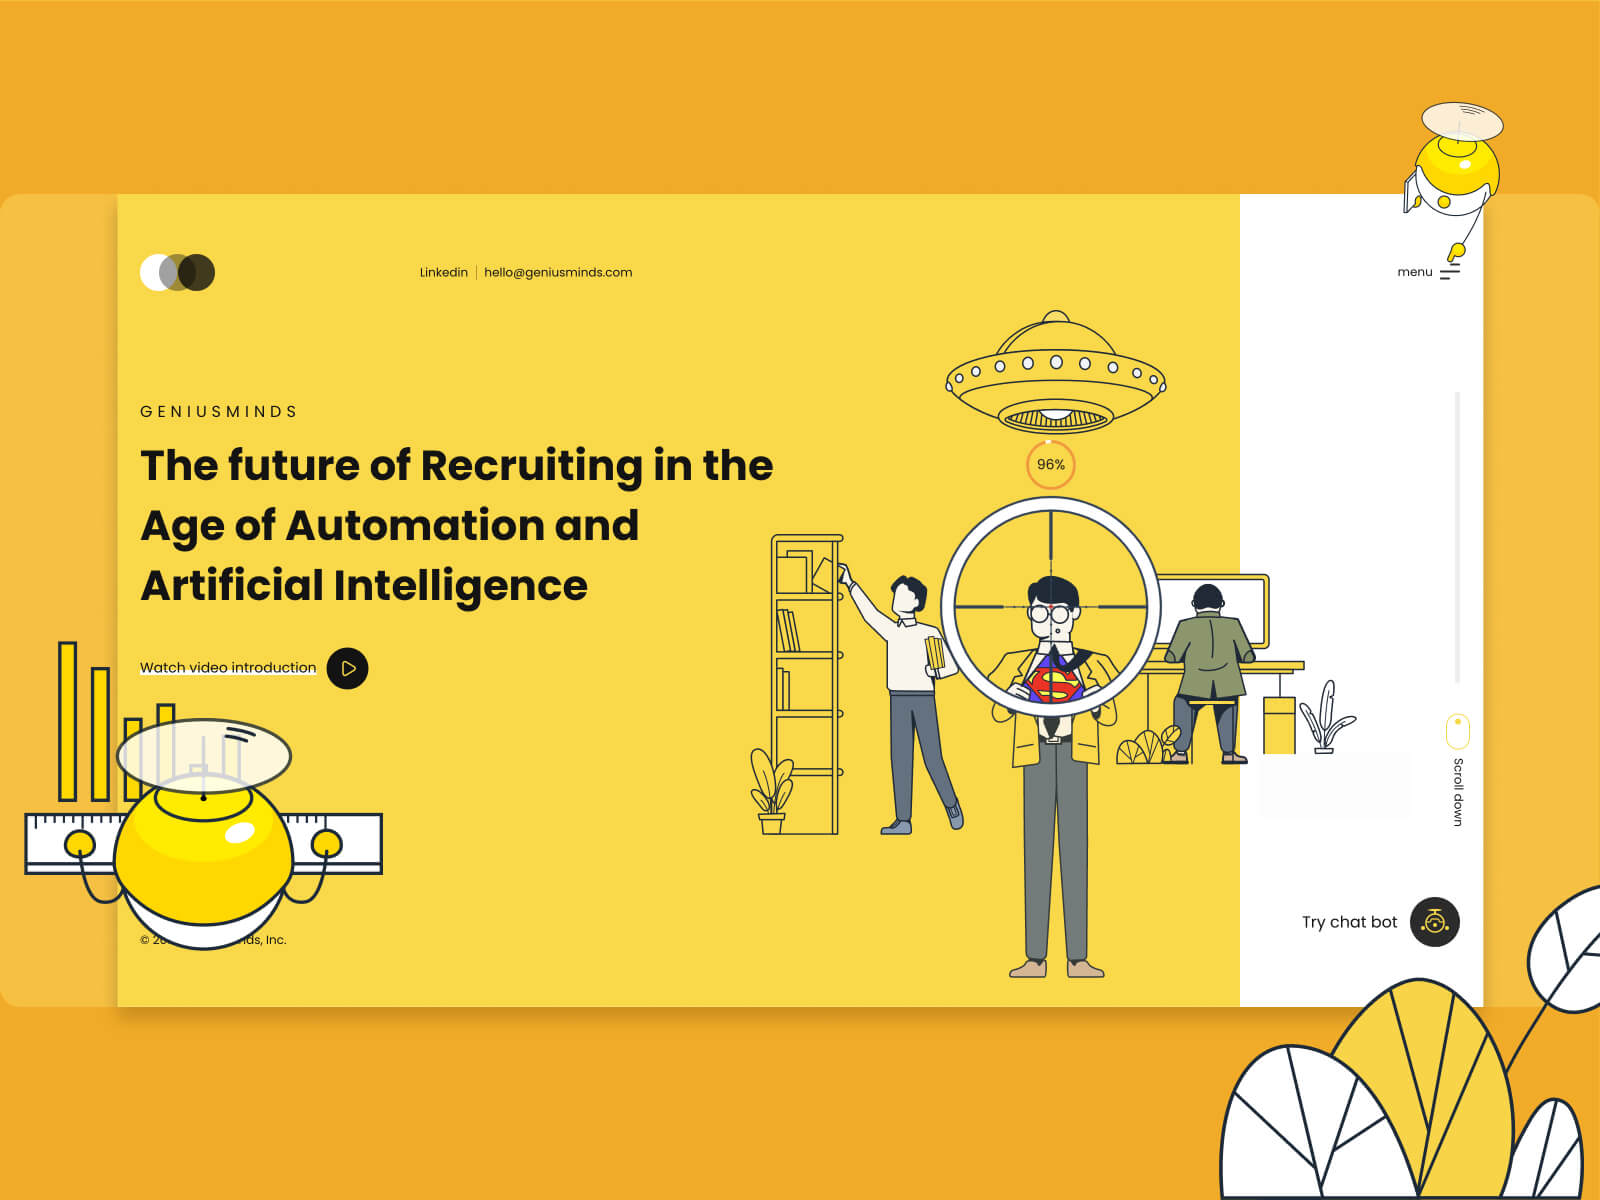 Linkedin hello@geniusminds.com
menu
GENIUSMINDS
The future of Recruiting in the
Age of Automation and
Artificial Intelligence
96%
Watch video introduction
Scroll down
Try chat bot
© Inc.